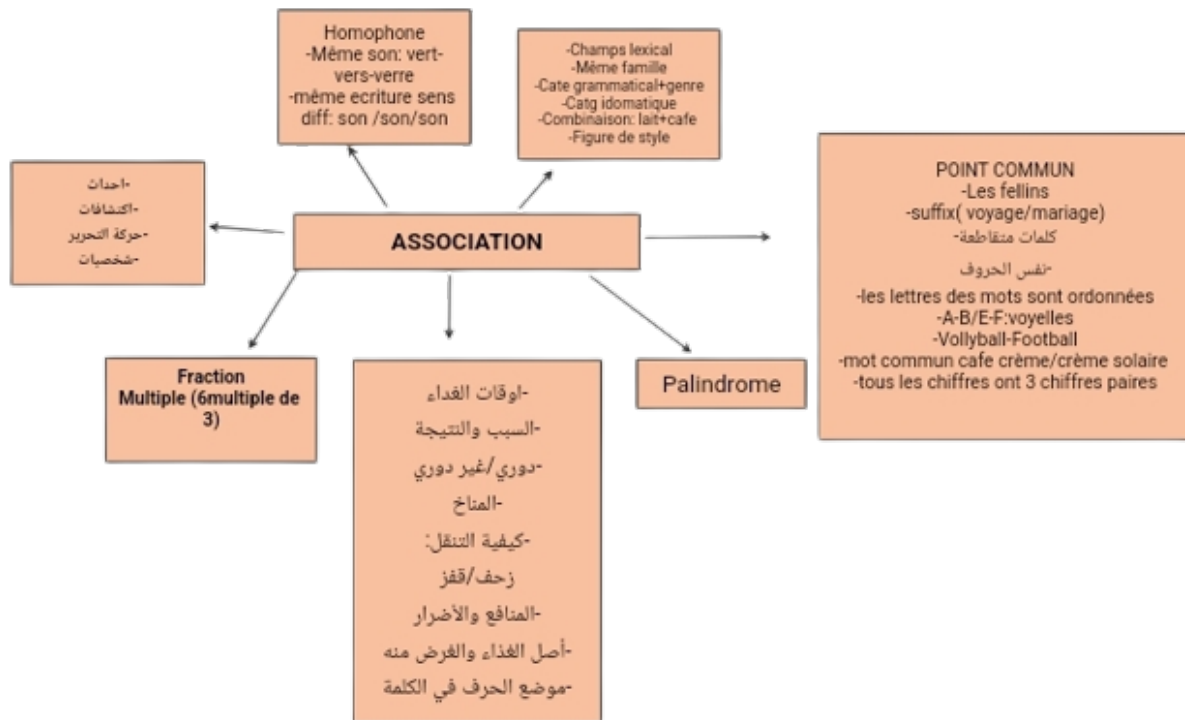 Homophone
-Même son: vert-
vers-verre
-même ecriture sens
diff: son /son/son
-Champs lexical
-Même famille
-Cate grammatical+genre
-Catg idomatique
-Combinaison: lait+cafe
-Figure de style
-احداث
-اكتشافات
-حركة التحرير
-شخصيات
ASSOCIATION
POINT COMMUN
-Les fellins
-suffix( voyage/mariage)
-كلمات متقاطعة
-نفس الحروف
-les lettres des mots sont ordonnées
-A-B/E-F:voyelles
-Vollyball-Football
-mot commun cafe crème/crème solaire
-tous les chiffres ont 3 chiffres paires
Fraction
Multiple (6multiple de
3)
-اوقات الغداء
-السبب والنتيجة
-دوري/غير دوري
-المناخ
-كيفية التنقل:
زحف/قفز
-المنافع والأضرار
-أصل الغذاء والغرض منه
-موضع الحرف في الكلمة
Palindrome